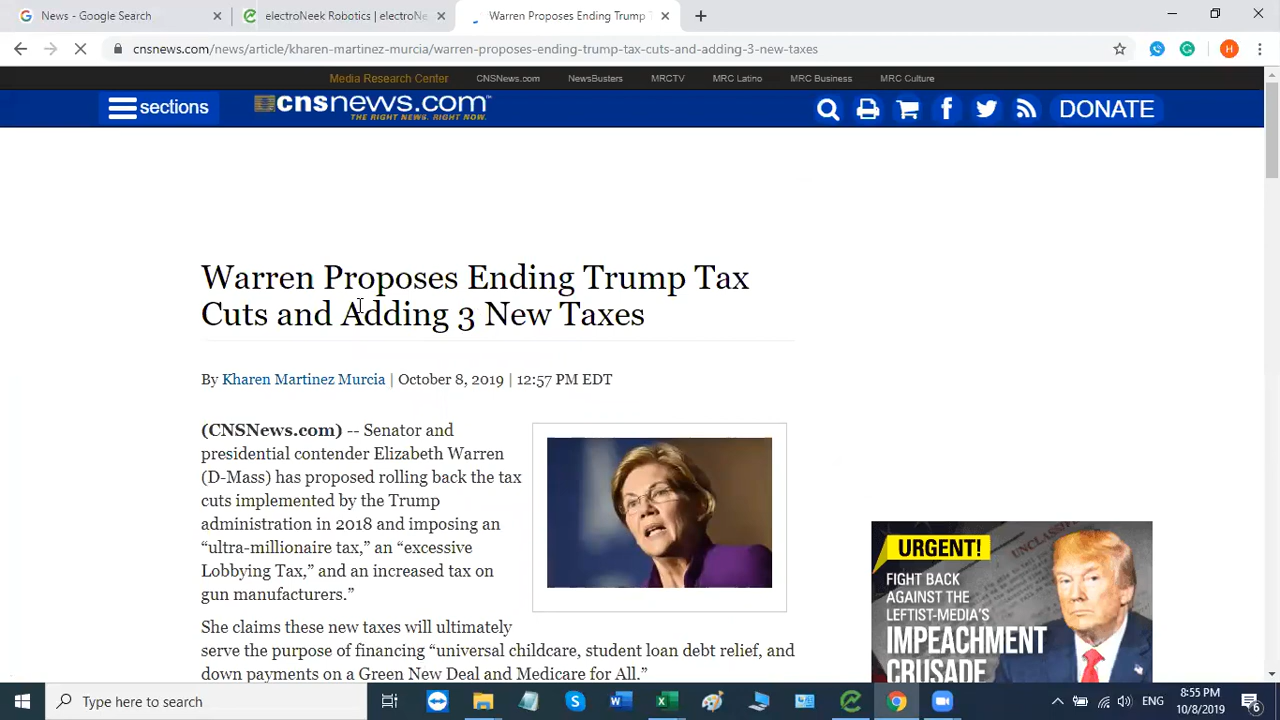 News - Google Search
electroNeek Robotics | electroNe
Warren Proposes Ending Trump T
cnsnews.com/news/article/kharen-martinez-murcia/warren-proposes-ending-trump-tax-cuts-and-adding-3-new-taxes
H
Media Research Center CNSNews.com NewsBusters MRCTV MRC Latino MRC Business MRC Culture
sections
cnsnews.com™
THE RIGHT NEWS. RIGHT NOW.
DONATE
Warren Proposes Ending Trump Tax
Cuts and Adding 3 New Taxes
By Kharen Martinez Murcia | October 8, 2019 | 12:57 PM EDT
(CNSNews.com) -- Senator and
presidential contender Elizabeth Warren
(D-Mass) has proposed rolling back the tax
cuts implemented by the Trump
administration in 2018 and imposing an
“ultra-millionaire tax,” an “excessive
Lobbying Tax,” and an increased tax on
gun manufacturers.”
She claims these new taxes will ultimately
serve the purpose of financing “universal childcare, student loan debt relief, and
down payments on a Green New Deal and Medicare for All.”
UNCLASSIFIED
URGENT!
FIGHT BACK
AGAINST THE
LEFTIST-MEDIA’S
IMPEACHMENT
CRUSADE
Type here to search
ENG
8:55 PM
10/8/2019
6